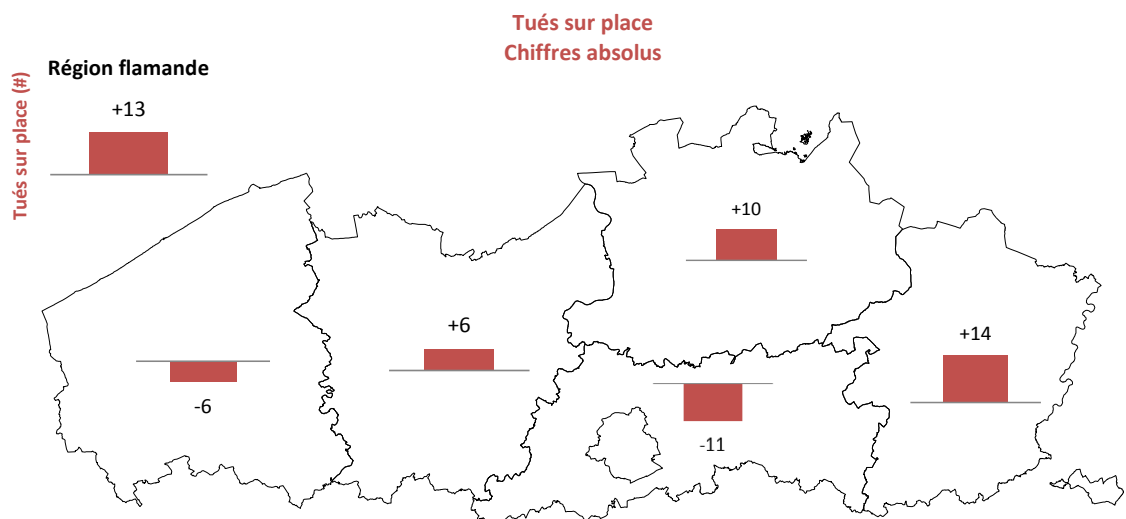 Tués sur place
Chiffres absolus
Région flamande
Tués sur place (#)
+13
+10
+6
+14
-6
-11